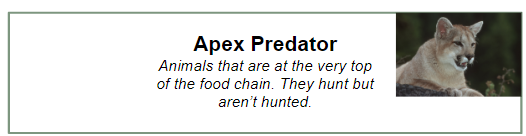 Apex Predator
Animals that are at the very top
of the food chain. They hunt but
aren't hunted.